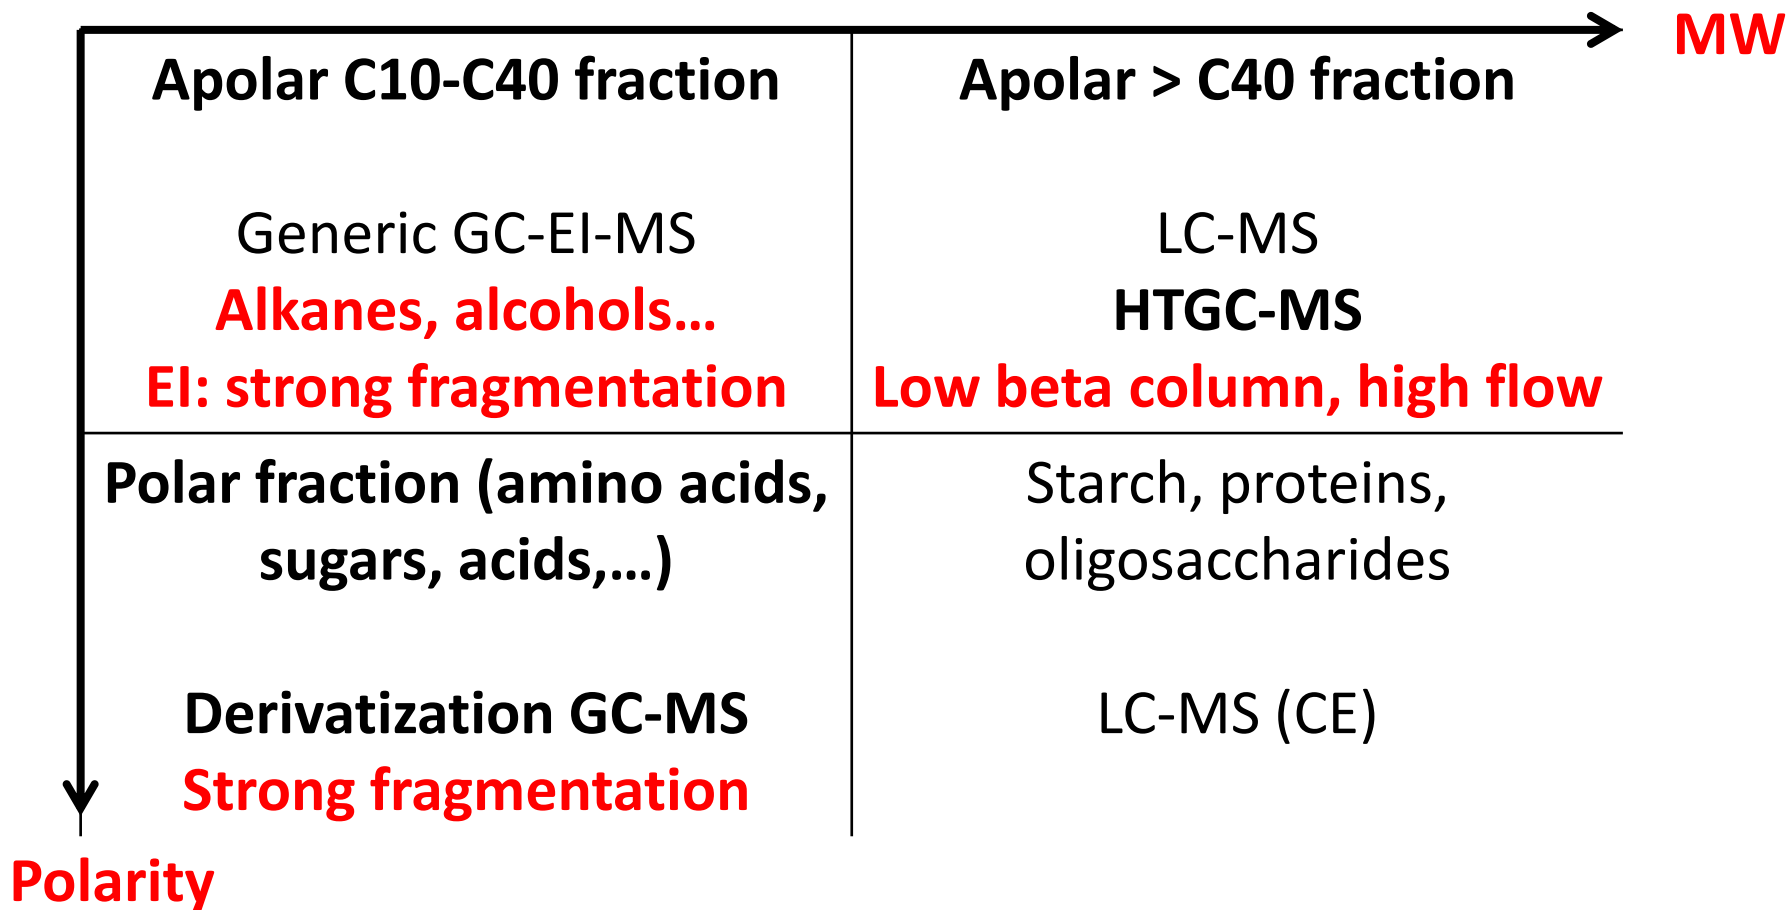 MW
Apolar C10-C40 fraction
Generic GC-EI-MS
Alkanes, alcohols...
EI: strong fragmentation
Apolar > C40 fraction
LC-MS
HTGC-MS
Low beta column, high flow
Polar fraction (amino acids,
sugars, acids,...)
Derivatization GC-MS
Strong fragmentation
Starch, proteins,
oligosaccharides
LC-MS (CE)
Polarity